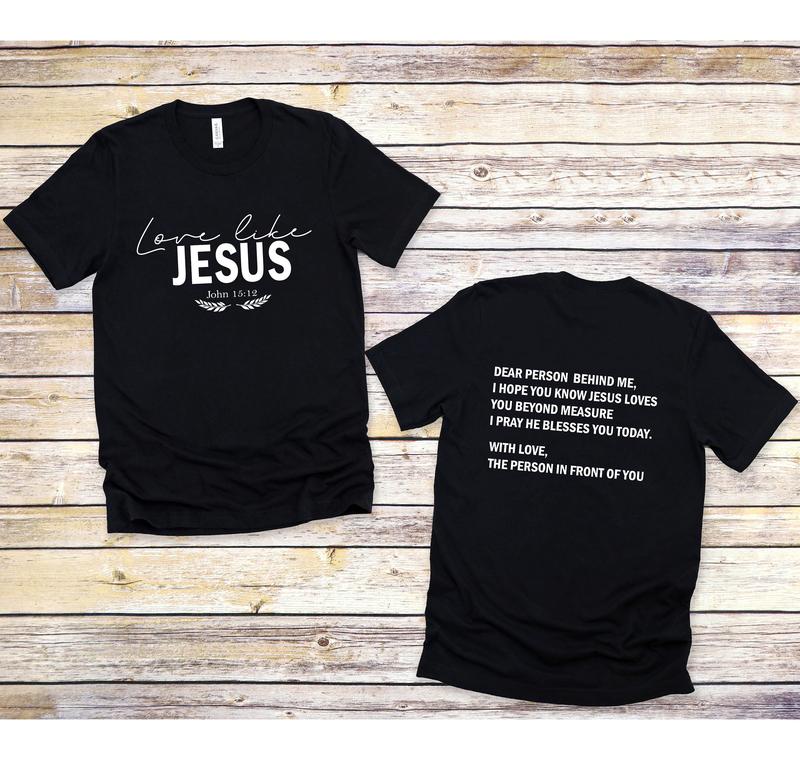 Love like
JESUS
John 15:12
DEAR PERSON BEHIND ME,
I HOPE YOU KNOW JESUS LOVES
YOU BEYOND MEASURE
I PRAY HE BLESSES YOU TODAY.
WITH LOVE,
THE PERSON IN FRONT OF YOU